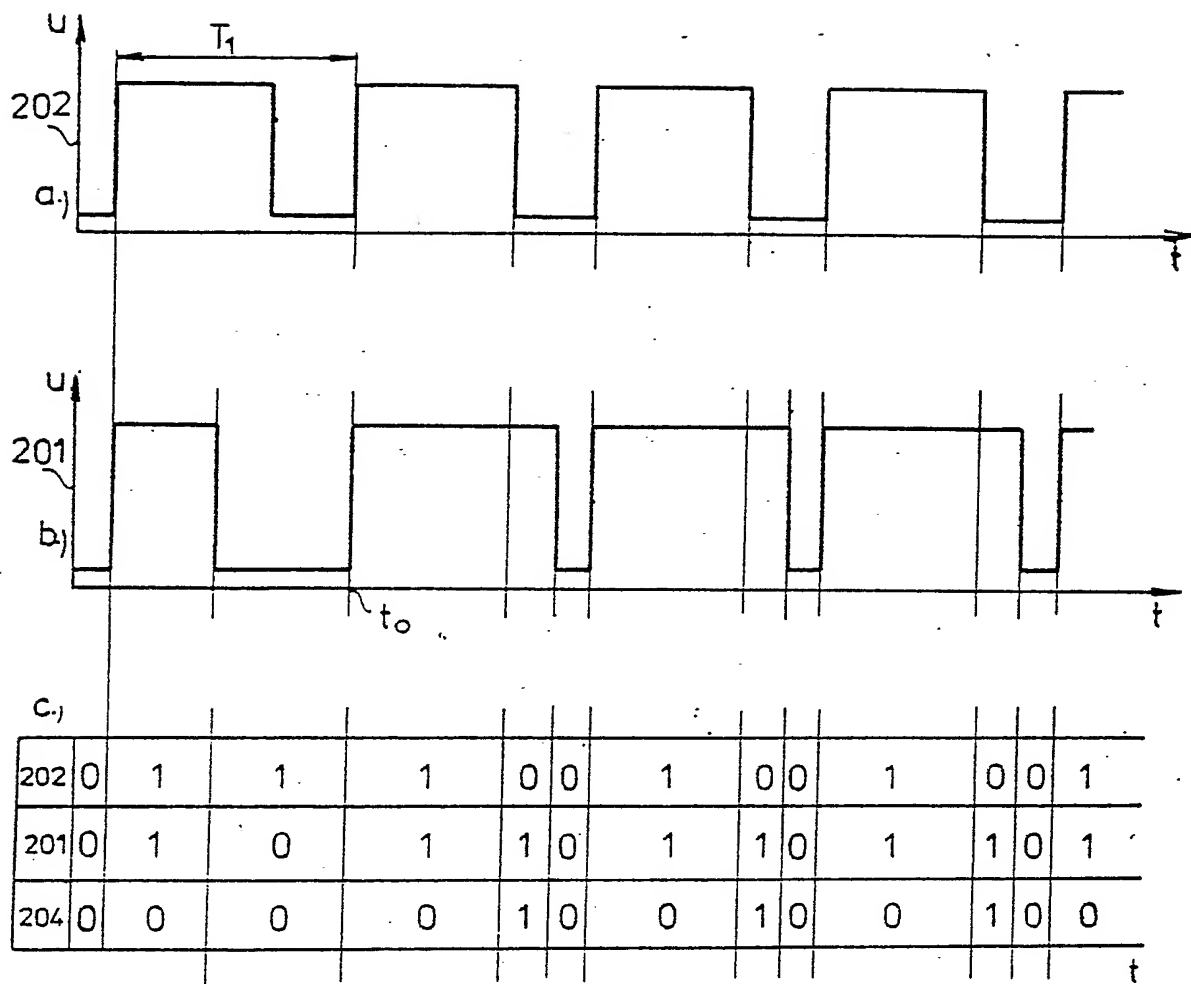 u
T1
202
a.)
t
u
201
b.)
t0
t
c.)
202 0 1 1 1 0 0 1 0 0 1 0 0 1
201 0 1 0 1 1 0 1 1 0 1 1 0 1
204 0 0 0 0 1 0 0 1 0 0 1 0 0
t